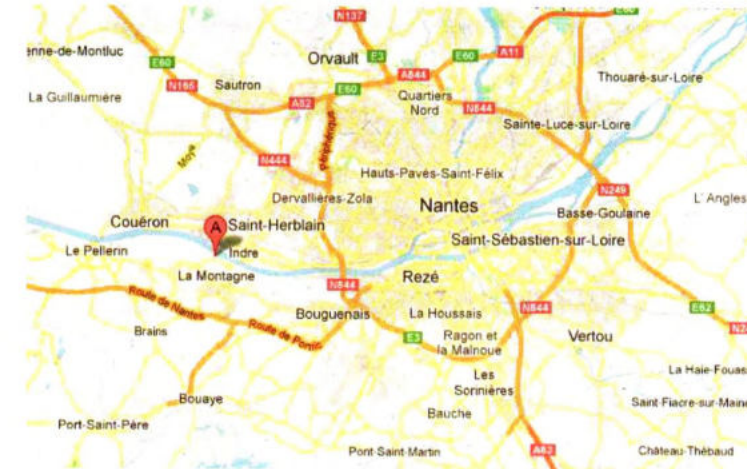 N137
E60
Orvault
E3
E60
A11
enne-de-Montluc
E60
A844
Thouaré-sur-Loire
N165
Sautron
La Guillaumière
A82
E60
Quartiers
Nord
N844
Sainte-Luce-sur-Loire
Périphérique
Moya
N444
Hauts-Pavés-Saint-Félix
Dervallières-Zola
N249
L' Angles
Nantes
Couëron
A
Saint-Herblain
Basse-Goulaine
Le Pellerin
Indre
Saint-Sébastien-sur-Loire
La Montagne
Rezé
N844
Route de Nantes
Bouguenais
La Houssais
N844
E62
Brains
Route de Pornic
E3
Ragon et
la Malnoue
Vertou
N24
Les
Sorinières
La Haie-Fouas
Bouaye
Bauche
Saint-Fiacre-sur-Maine
Port-Saint-Père
Pont-Saint-Martin
A83
Château-Thébaud